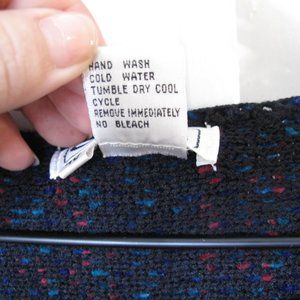 HAND WASH
COLD WATER
TUMBLE DRY COOL
CYCLE
REMOVE IMMEDIATELY
NO BLEACH